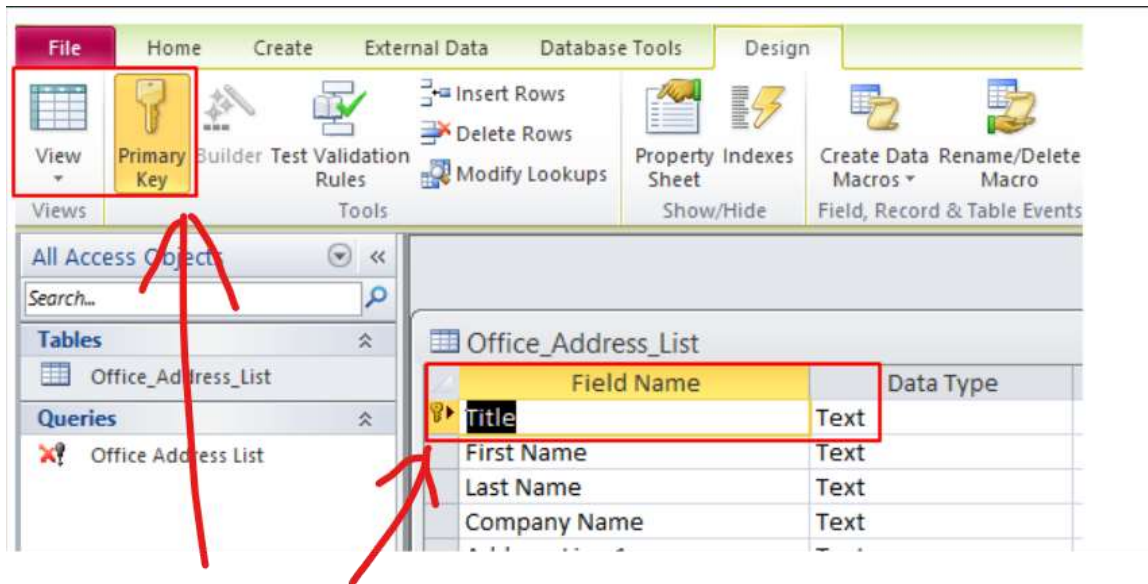 File Home Create External Data Database Tools Design
View Primary Key Builder Test Validation Rules Insert Rows Delete Rows Modify Lookups Property Sheet Indexes Create Data Macros Rename/Delete Macro
Views Tools Show/Hide Field, Record & Table Events
All Access Objects
Search...
Tables
Office_Address_List
Queries
Office Address List
Office_Address_List
Field Name Data Type
Title Text
First Name Text
Last Name Text
Company Name Text